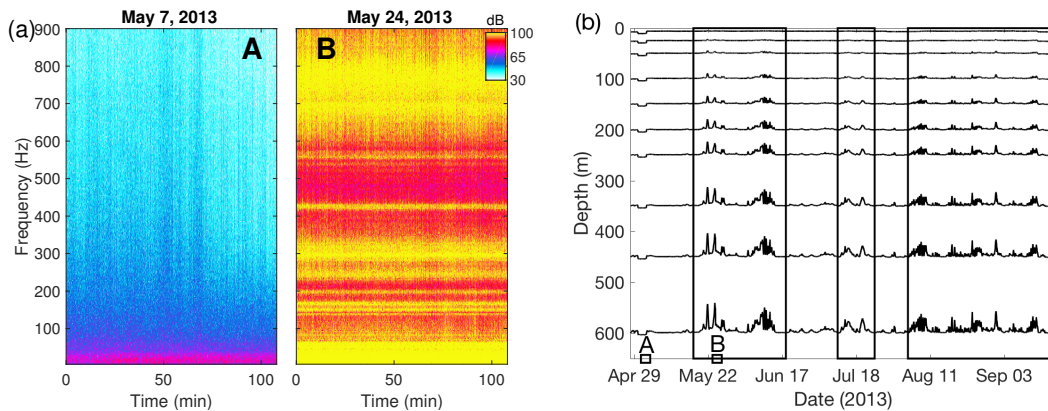 (a)
May 7, 2013
May 24, 2013
A
B
dB
100
65
30
900
800
700
600
500
400
300
200
100
Frequency (Hz)
0
50
100
Time (min)
0
50
100
Time (min)
(b)
0
100
200
300
400
500
600
Depth (m)
A
B
Apr 29
May 22
Jun 17
Jul 18
Aug 11
Sep 03
Date (2013)